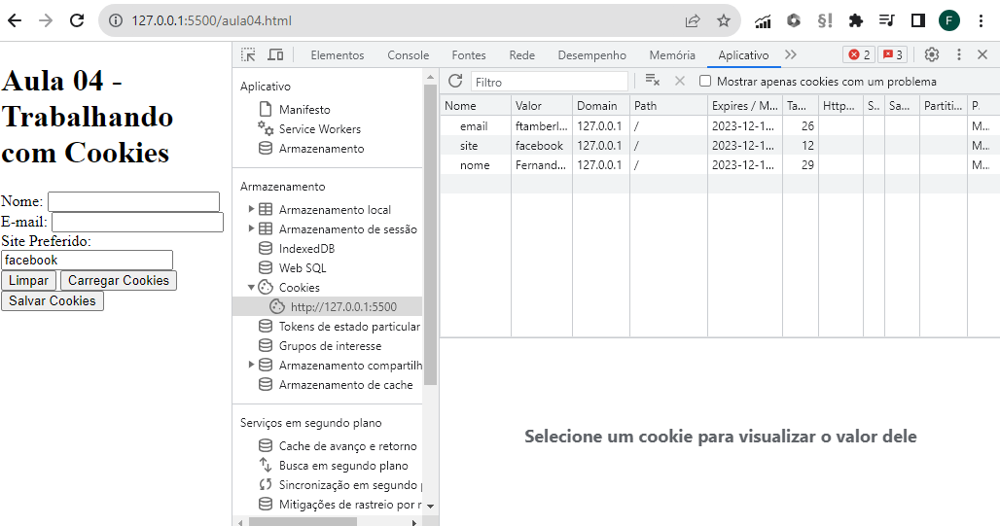 127.0.0.1:5500/aula04.html
§!
F
Aula 04 -
Trabalhando
com Cookies
Nome:
E-mail:
Site Preferido:
facebook
Limpar Carregar Cookies
Salvar Cookies
Elementos Console Fontes Rede Desempenho Memória Aplicativo 2 3
Aplicativo
Manifesto
Service Workers
Armazenamento
Armazenamento
Armazenamento local
Armazenamento de sessão
IndexedDB
Web SQL
Cookies
http://127.0.0.1:5500
Tokens de estado particular
Grupos de interesse
Armazenamento compartilh
Armazenamento de cache
Serviços em segundo plano
Cache de avanço e retorno
Busca em segundo plano
Sincronização em segundo p
Mitigações de rastreio por r
Filtro Mostrar apenas cookies com um problema
Nome Valor Domain Path Expires / M... Ta... Http... S.. Sa... Partiti... P.
email ftamberl... 127.0.0.1 / 2023-12-1... 26 M...
site facebook 127.0.0.1 / 2023-12-1... 12 M...
nome Fernand... 127.0.0.1 / 2023-12-1... 29 M...
Selecione um cookie para visualizar o valor dele